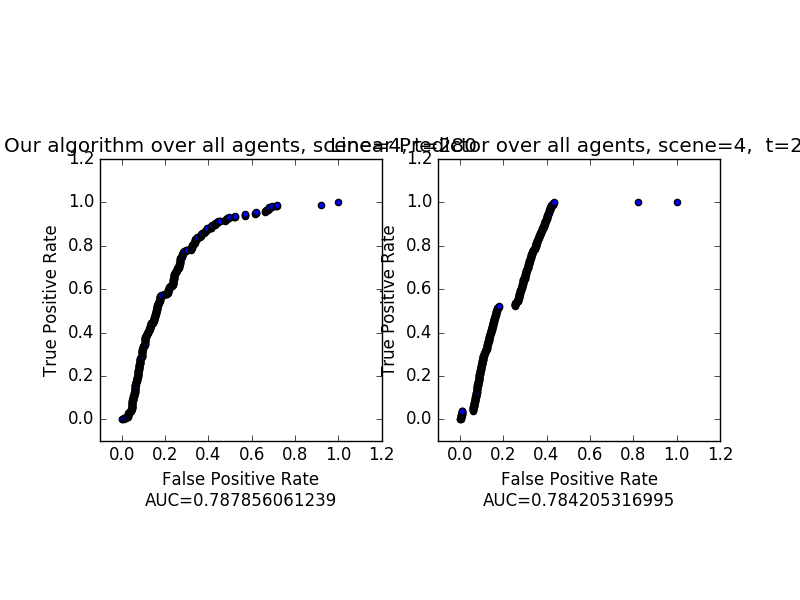 Our algorithm over all agents, scene=4, t=280
Linear Predictor over all agents, scene=4, t=2
1.2
1.0
0.8
0.6
0.4
0.2
0.0
True Positive Rate
0.0 0.2 0.4 0.6 0.8 1.0 1.2
False Positive Rate
AUC=0.787856061239
1.2
1.0
0.8
0.6
0.4
0.2
0.0
True Positive Rate
0.0 0.2 0.4 0.6 0.8 1.0 1.2
False Positive Rate
AUC=0.784205316995